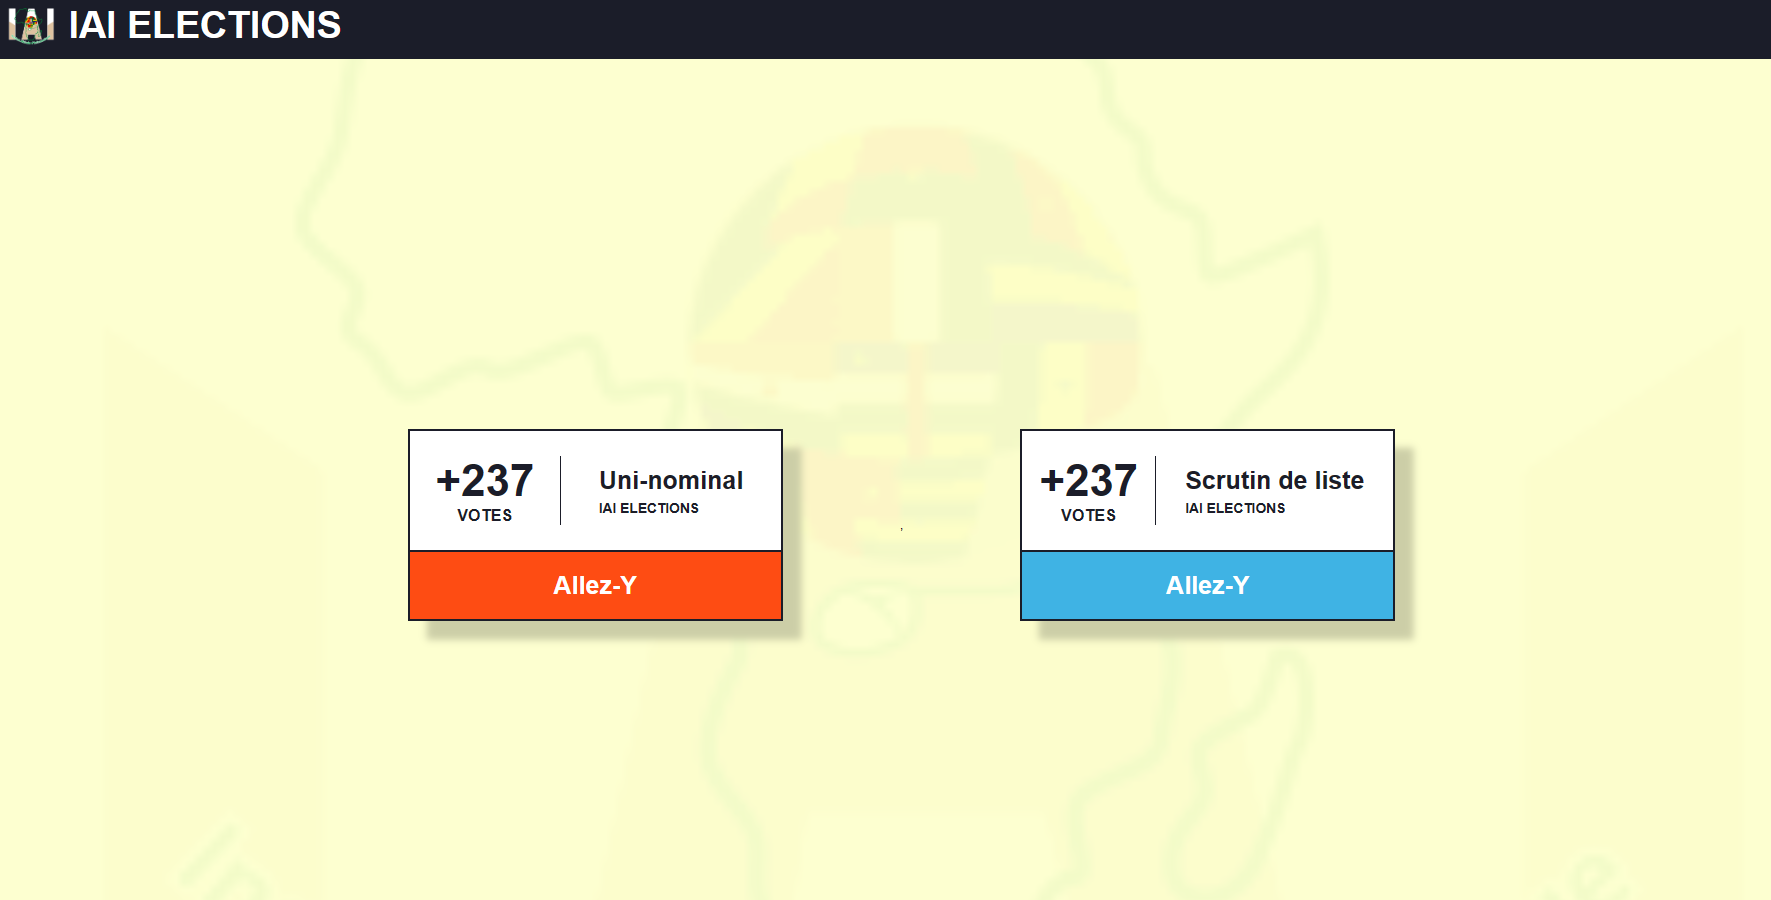 IAI ELECTIONS
+237
VOTES
Uni-nominal
IAI ELECTIONS
Allez-Y
+237
VOTES
Scrutin de liste
IAI ELECTIONS
Allez-Y